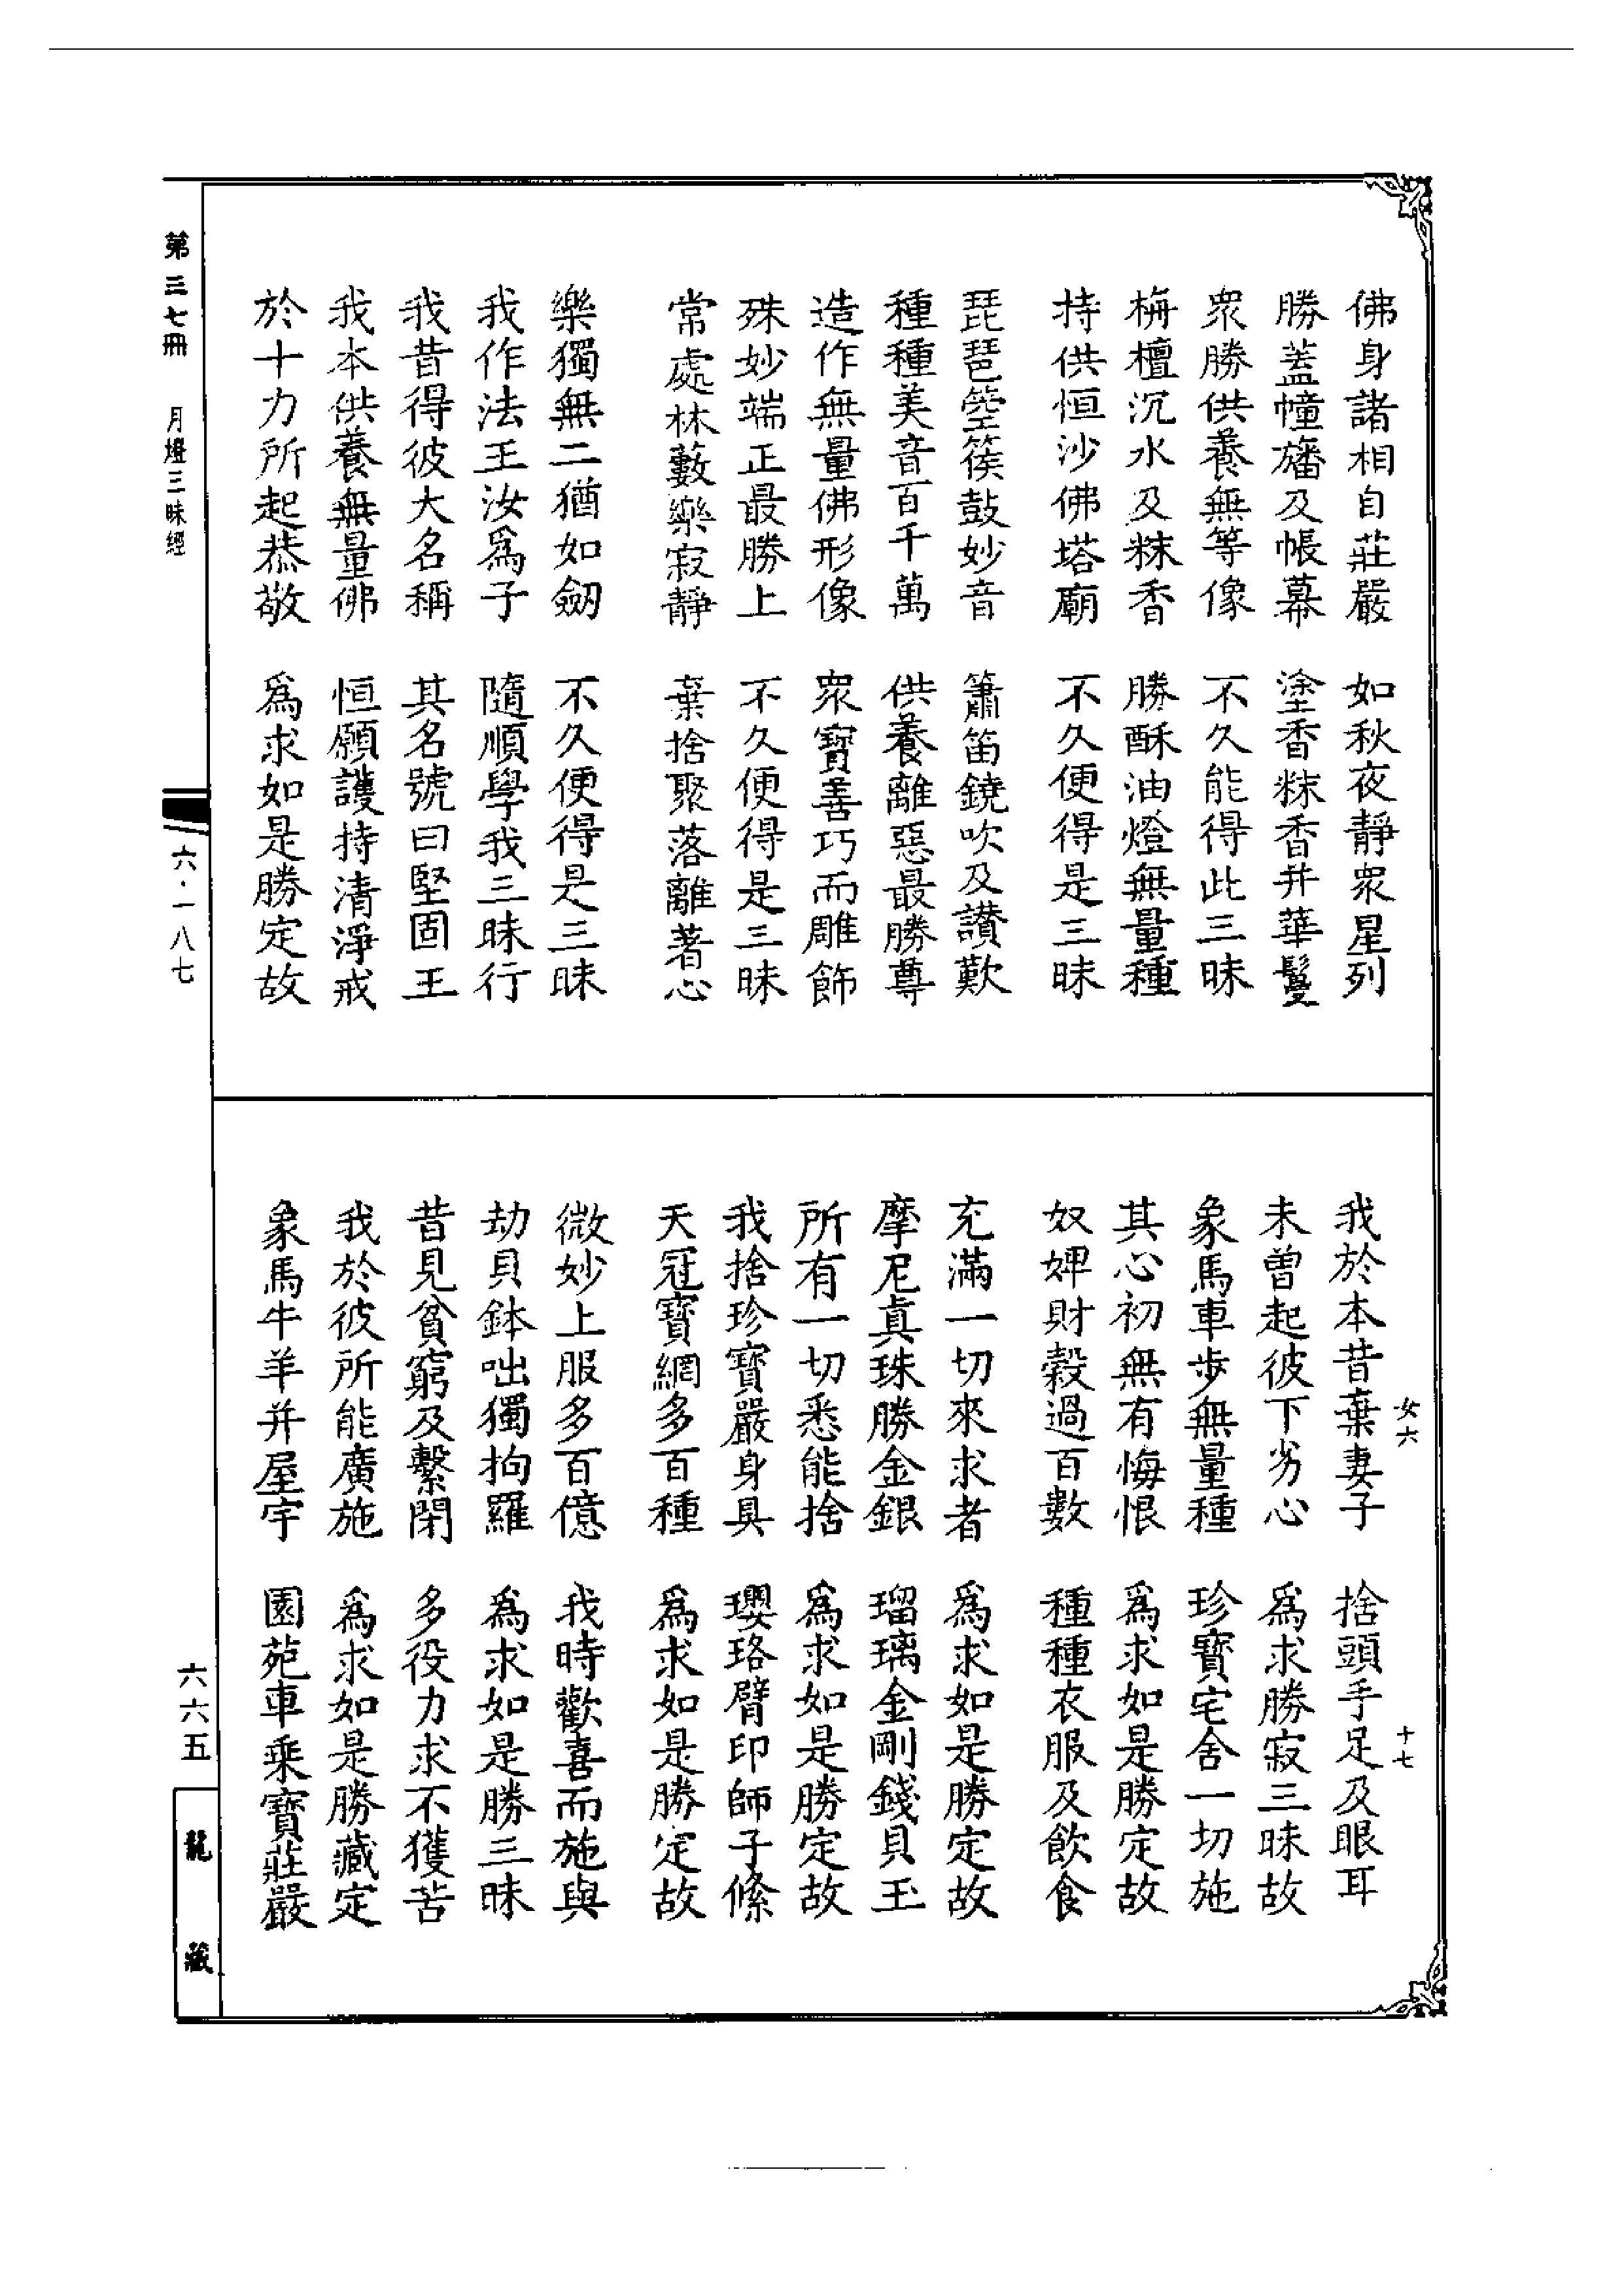 佛身諸相自莊嚴　如秋夜靜衆星列
勝蓋幢旛及帳幕　塗香粖香并華鬘
衆勝供養無等像　不久能得此三昧
栴檀沉水及粖香　勝酥油燈無量種
持供恒沙佛塔廟　不久便得是三昧
琵琶箜篌鼓妙音　簫笛鐃吹及讃歎
種種美音百千萬　供養離惡最勝尊
造作無量佛形像　衆寶善巧而雕飾
殊妙端正最勝上　不久便得是三昧
常處林藪樂寂靜　棄捨聚落離著心
樂獨無二猶如劒　不久便得是三昧
我作法王汝爲子　隨順學我三昧行
我昔得彼大名稱　其名號曰堅固王
我本供養無量佛　恒願護持清淨戒
於十力所起恭敬　爲求如是勝定故
女六　十七
我於本昔棄妻子　捨頭手足及眼耳
未曾起彼下劣心　爲求勝寂三昧故
象馬車步無量種　珍寶宅舍一切施
其心初無有悔恨　爲求如是勝定故
奴婢財穀過百數　種種衣服及飲食
充滿一切來求者　爲求如是勝定故
摩尼真珠勝金銀　瑠璃金剛錢貝玉
所有一切悉能捨　爲求如是勝定故
我捨珍寶嚴身具　瓔珞臂印師子絛
天冠寶網多百種　爲求如是勝定故
微妙上服多百億　我時歡喜而施與
劫貝鉢咄獨拘羅　爲求如是勝三昧
昔見貧窮及繫閉　多役力求不獲苦
我於彼所能廣施　爲求如是勝藏定
象馬牛羊并屋宇　園苑車乘寶莊嚴
第三七冊　月燈三昧經
六·一八七
六六五
龍藏